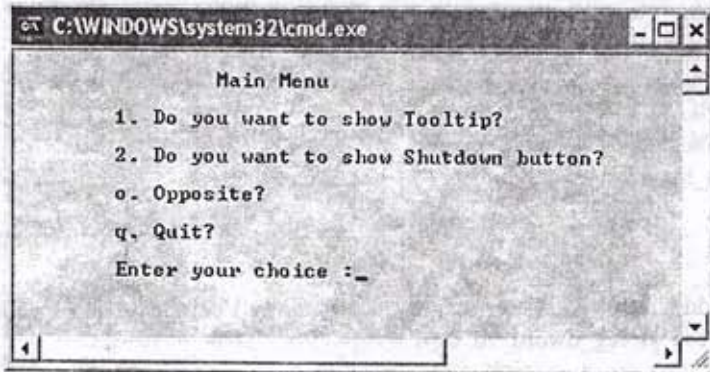 C:\WINDOWS\system32\cmd.exe
Main Menu
1. Do you want to show Tooltip?
2. Do you want to show Shutdown button?
o. Opposite?
q. Quit?
Enter your choice :_